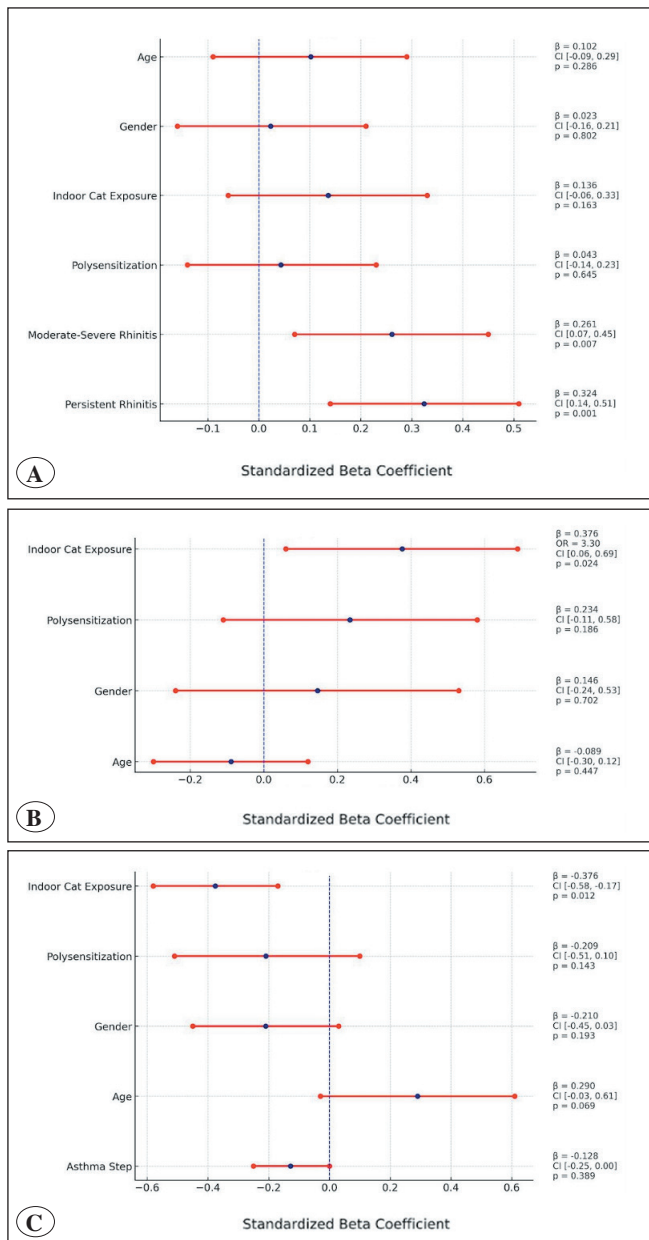 Age
β = 0.102
CI [-0.09, 0.29]
p = 0.286
Gender
β = 0.023
CI [-0.16, 0.21]
p = 0.802
Indoor Cat Exposure
β = 0.136
CI [-0.06, 0.33]
p = 0.163
Polysensitization
β = 0.043
CI [-0.14, 0.23]
p = 0.645
Moderate-Severe Rhinitis
β = 0.261
CI [0.07, 0.45]
p = 0.007
Persistent Rhinitis
β = 0.324
CI [0.14, 0.51]
p = 0.001
−0.1 0.0 0.1 0.2 0.3 0.4 0.5
Standardized Beta Coefficient
A
Indoor Cat Exposure
β = 0.376
OR = 3.30
CI [0.06, 0.69]
p = 0.024
Polysensitization
β = 0.234
CI [-0.11, 0.58]
p = 0.186
Gender
β = 0.146
CI [-0.24, 0.53]
p = 0.702
Age
β = -0.089
CI [-0.30, 0.12]
p = 0.447
−0.2 0.0 0.2 0.4 0.6
Standardized Beta Coefficient
B
Indoor Cat Exposure
β = -0.376
CI [-0.58, -0.17]
p = 0.012
Polysensitization
β = -0.209
CI [-0.51, 0.10]
p = 0.143
Gender
β = -0.210
CI [-0.45, 0.03]
p = 0.193
Age
β = 0.290
CI [-0.03, 0.61]
p = 0.069
Asthma Step
β = -0.128
CI [-0.25, 0.00]
p = 0.389
−0.6 −0.4 −0.2 0.0 0.2 0.4 0.6
Standardized Beta Coefficient
C